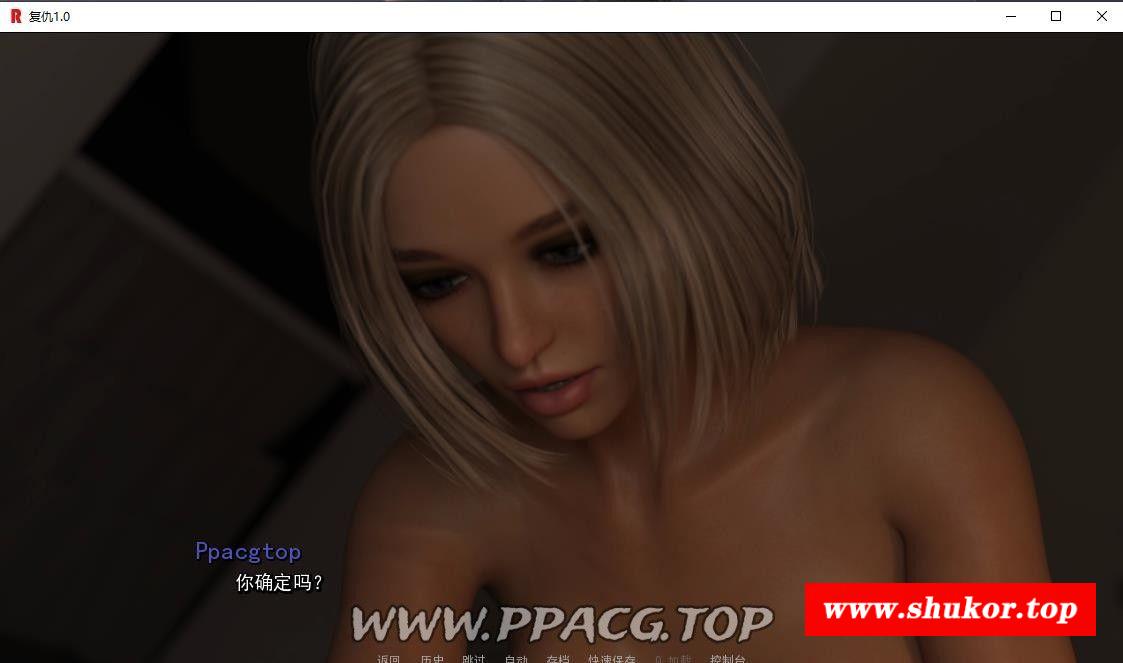 复仇1.0
Ppacgtop
你确定吗?
www.shukor.top
WWW.PPACG.TOP
返回 历史 跳过 自动 存档 快速保存 Q.加载 控制台